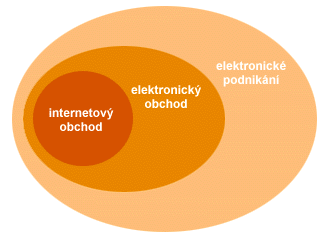 elektronické
podnikání
elektronický
obchod
internetový
obchod